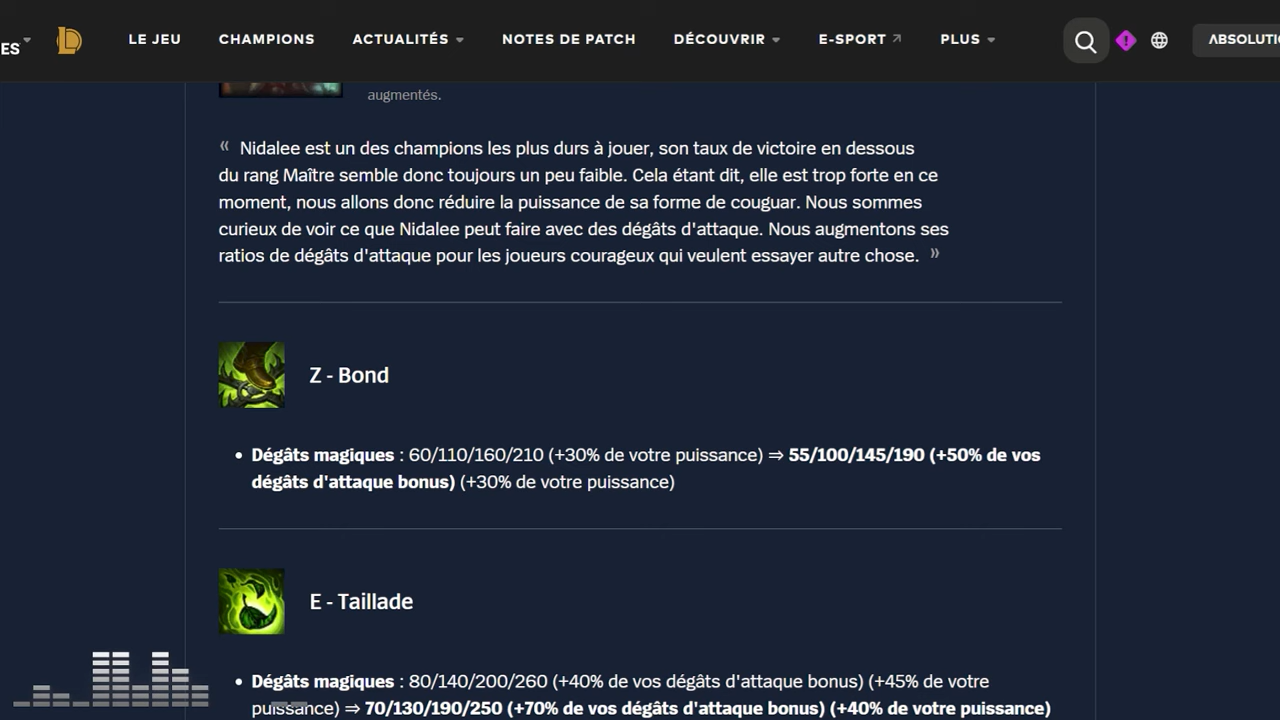 ES
LE JEU CHAMPIONS ACTUALITÉS NOTES DE PATCH DÉCOUVRIR E-SPORT PLUS ABSOLUTI
augmentés.
« Nidalee est un des champions les plus durs à jouer, son taux de victoire en dessous
du rang Maître semble donc toujours un peu faible. Cela étant dit, elle est trop forte en ce
moment, nous allons donc réduire la puissance de sa forme de couguar. Nous sommes
curieux de voir ce que Nidalee peut faire avec des dégâts d'attaque. Nous augmentons ses
ratios de dégâts d'attaque pour les joueurs courageux qui veulent essayer autre chose. »
Z - Bond
• Dégâts magiques : 60/110/160/210 (+30% de votre puissance) ⇒ 55/100/145/190 (+50% de vos
dégâts d'attaque bonus) (+30% de votre puissance)
E - Taillade
• Dégâts magiques : 80/140/200/260 (+40% de vos dégâts d'attaque bonus) (+45% de votre
puissance) ⇒ 70/130/190/250 (+70% de vos dégâts d'attaque bonus) (+40% de votre puissance)